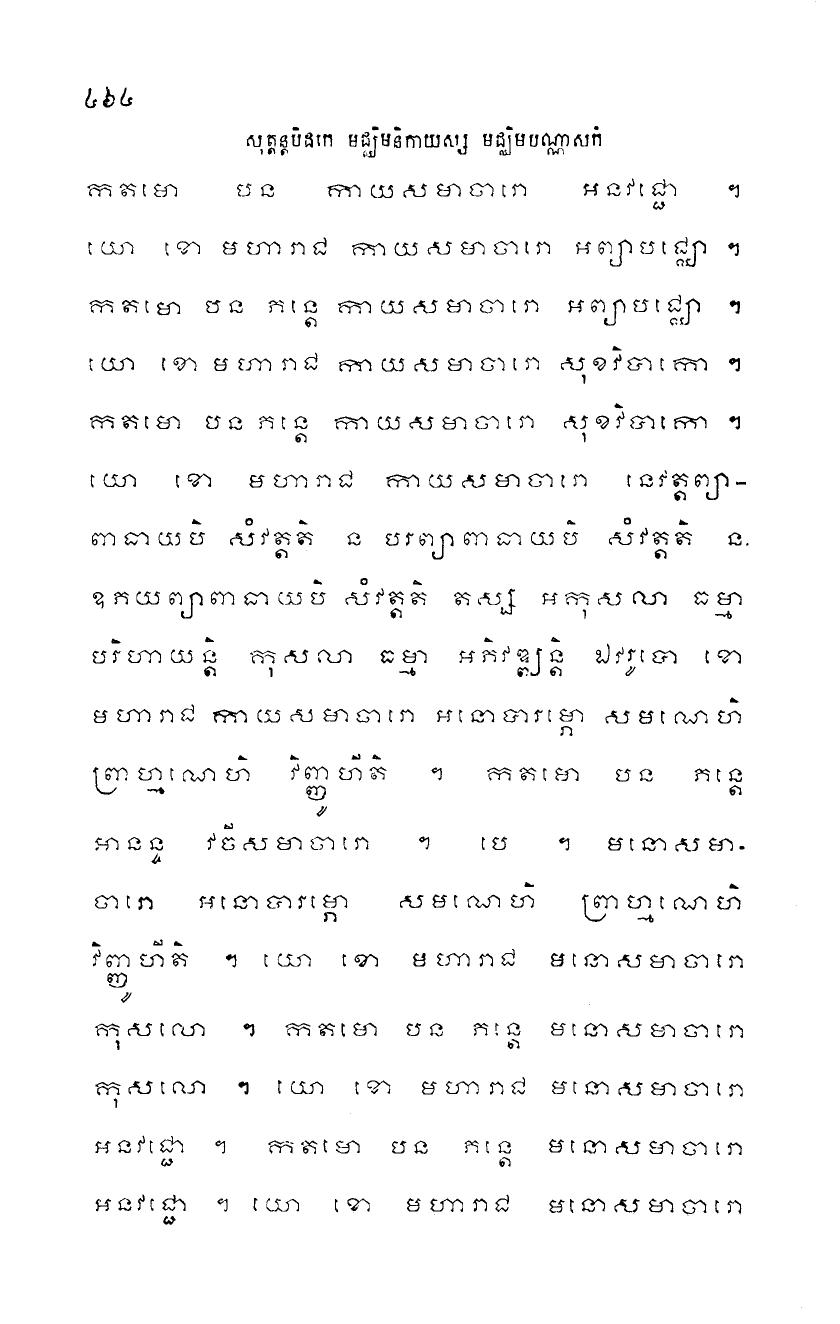 ៤៦៤
សុត្តន្តបិដកេ មជ្ឈិមនិកាយស្ស មជ្ឈិមបណ្ណាសកំ
កតមោ បន កាយសមាចារោ អនវជ្ជោ ។
យោ ខោ មហារាជ កាយសមាចារោ អព្យាបជ្ឈោ ។
កតមោ បន ភន្តេ កាយសមាចារោ អព្យាបជ្ឈោ ។
យោ ខោ មហារាជ កាយសមាចារោ សុខវិបាកោ ។
កតមោ បន ភន្តេ កាយសមាចារោ សុខវិបាកោ ។
យោ ខោ មហារាជ កាយសមាចារោ នេវត្តព្យា-
ពាធាយបិ សំវត្តតិ ន បរព្យាពាធាយបិ សំវត្តតិ ន
ឧភយព្យាពាធាយបិ សំវត្តតិ តស្ស អកុសលា ធម្មា
បរិហាយន្តិ កុសលា ធម្មា អភិវឌ្ឍន្តិ ឯវរូបោ ខោ
មហារាជ កាយសមាចារោ អនោបារម្ភោ សមណេហិ
ព្រាហ្មណេហិ វិញ្ញូហីតិ ។ កតមោ បន ភន្តេ
អានន្ទ វចីសមាចារោ ។ បេ ។ មនោសមា-
ចារោ អនោបារម្ភោ សមណេហិ ព្រាហ្មណេហិ
វិញ្ញូហីតិ ។ យោ ខោ មហារាជ មនោសមាចារោ
កុសលោ ។ កតមោ បន ភន្តេ មនោសមាចារោ
កុសលោ ។ យោ ខោ មហារាជ មនោសមាចារោ
អនវជ្ជោ ។ កតមោ បន ភន្តេ មនោសមាចារោ
អនវជ្ជោ ។ យោ ខោ មហារាជ មនោសមាចារោ